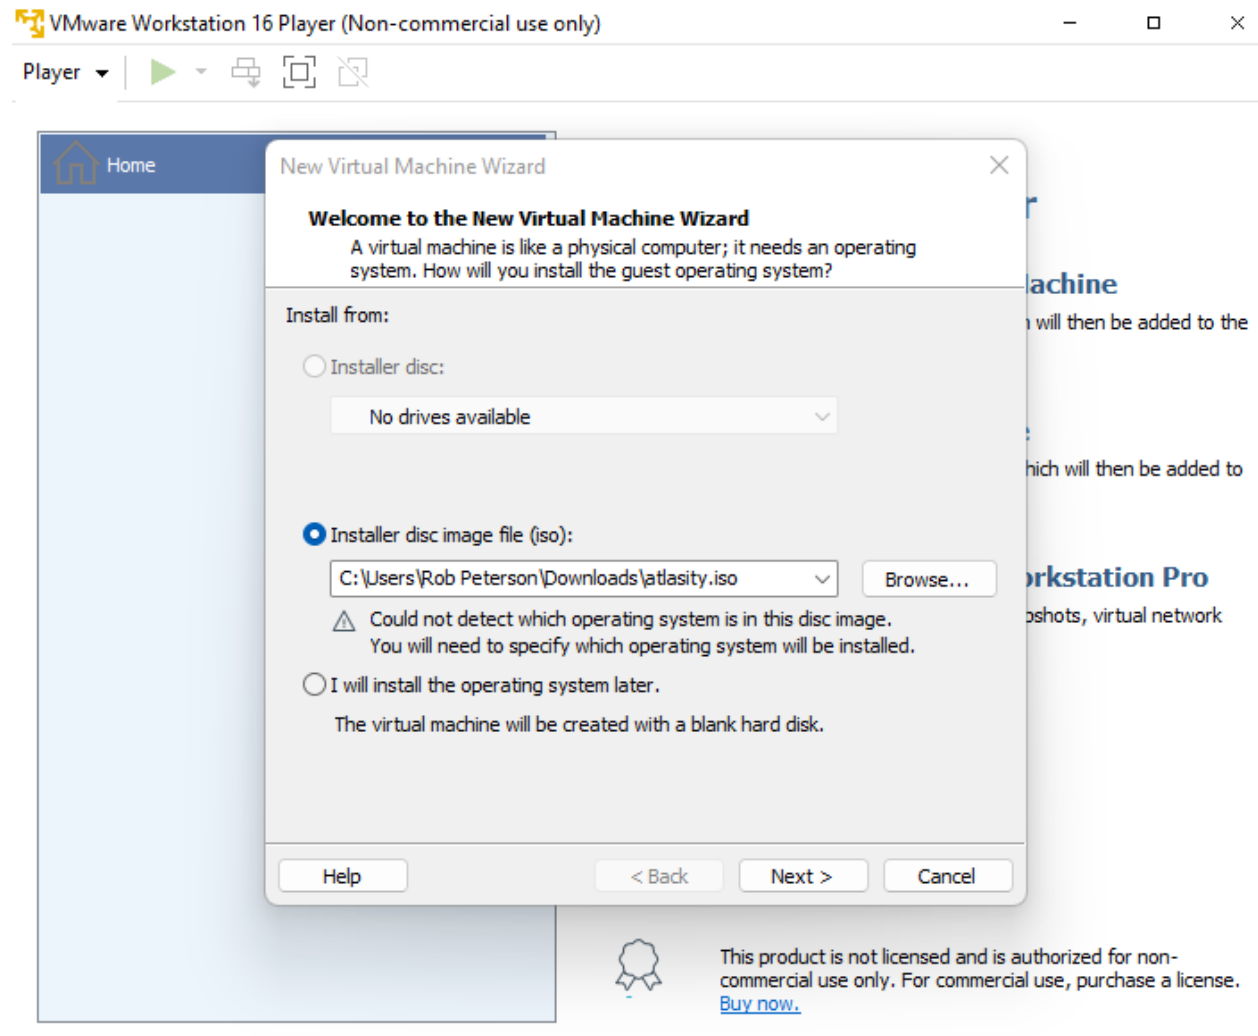 VMware Workstation 16 Player (Non-commercial use only)
Player
Home
New Virtual Machine Wizard
Welcome to the New Virtual Machine Wizard
A virtual machine is like a physical computer; it needs an operating
system. How will you install the guest operating system?
Install from:
Installer disc:
No drives available
Installer disc image file (iso):
C:\Users\Rob Peterson\Downloads\atlasity.iso
Browse...
Could not detect which operating system is in this disc image.
You will need to specify which operating system will be installed.
I will install the operating system later.
The virtual machine will be created with a blank hard disk.
Help
< Back
Next >
Cancel
will then be added to the
will then be added to
Pro
virtual network
This product is not licensed and is authorized for non-
commercial use only. For commercial use, purchase a license.
Buy now.